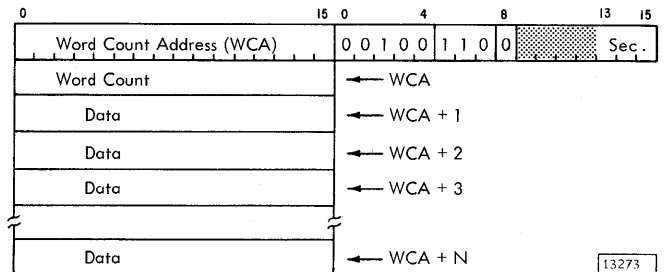 0 15 0 4 8 13 15
Word Count Address (WCA) 0 0 1 0 0 1 1 0 0 Sec.
Word Count WCA
Data WCA + 1
Data WCA + 2
Data WCA + 3
Data WCA + N
13273